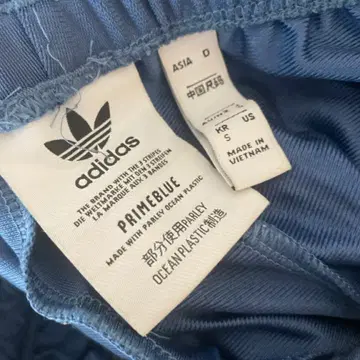 adidas
THE BRAND WITH THE 3 STRIPES
DIE WELTMARKE MIT DEN 3 STREIFEN
LA MARQUE AUX 3 BANDES
PRIMEBLUE
MADE WITH PARLEY OCEAN PLASTIC
部分使用PARLEY
OCEAN PLASTIC制造
ASIA D
中国尺码
KR US
S
MADE IN
VIETNAM